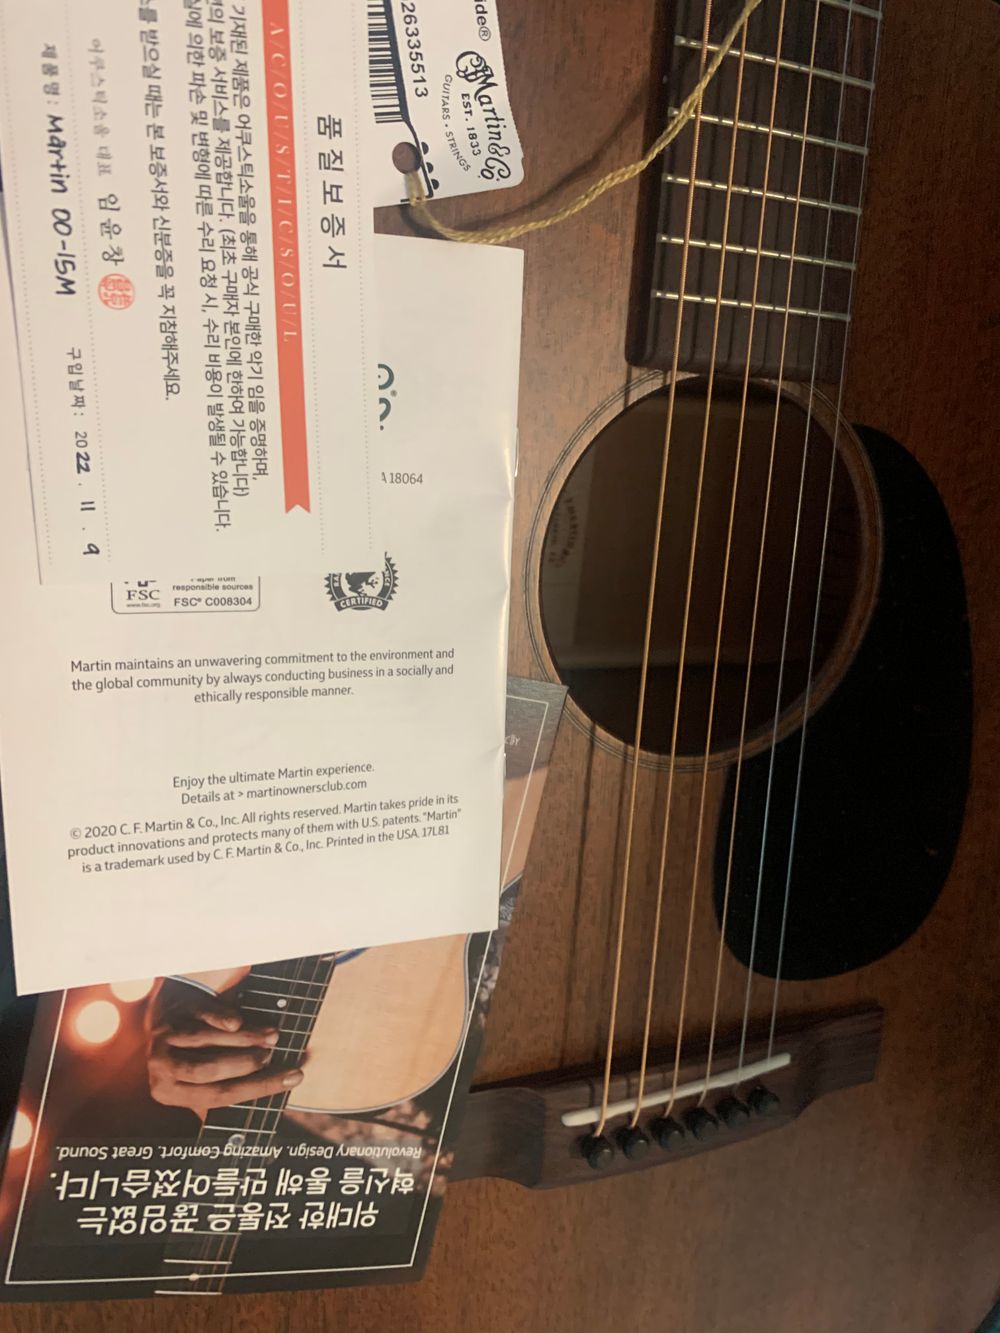 품 질 보 증 서
A/C/O/U/S/T/I/C/S/O/U/L
기재된 제품은 어쿠스틱소울을 통해 공식 구매한 악기 임을 증명하며,
보증 서비스를 제공합니다. (최초 구매자 본인에 한하여 가능합니다)
의한 파손 및 변형에 따른 수리 요청 시, 수리 비용이 발생될 수 있습니다.
를 받으실 때는 본 보증서와 신분증을 꼭 지참해주세요.
어쿠스틱소울 대표 임 윤 창
제 품 명 : Martin 00-15M 구 입 날 짜 : 2022 . 11 . 9
26335513
ide®
Martin & Co.
EST. 1833
GUITARS • STRINGS
18064
responsible sources
FSC
www.fsc.org
FSC® C008304
CERTIFIED
Martin maintains an unwavering commitment to the environment and
the global community by always conducting business in a socially and
ethically responsible manner.
Enjoy the ultimate Martin experience.
Details at > martinownersclub.com
© 2020 C. F. Martin & Co., Inc. All rights reserved. Martin takes pride in its
product innovations and protects many of them with U.S. patents. "Martin"
is a trademark used by C. F. Martin & Co., Inc. Printed in the USA. 17L81
위대한 전통은 끊임없는
혁신을 통해 만들어졌습니다.
Revolutionary Design. Amazing Comfort. Great Sound.